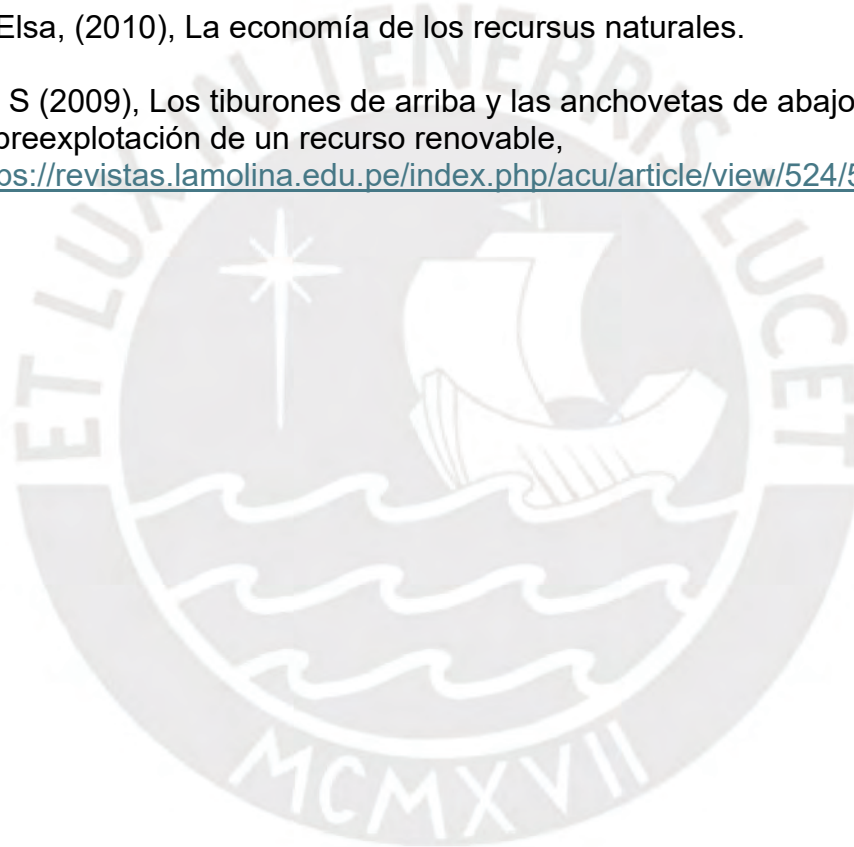 Elsa, (2010), La economía de los recursus naturales.
S (2009), Los tiburones de arriba y las anchovetas de abajo
preexplotación de un recurso renovable,
ps://revistas.lamolina.edu.pe/index.php/acu/article/view/524/5
ET LUX IN TENEBRIS LUCET
MCMXVII